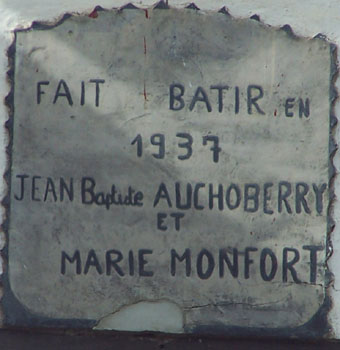 FAIT BATIR EN
1937
JEAN Baptiste AUCHOBERRY
ET
MARIE MONFORT